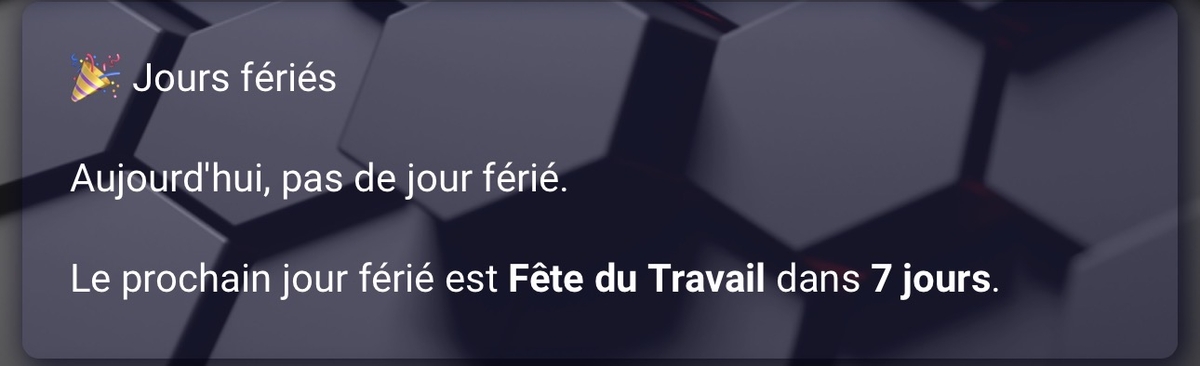 🎉 Jours fériés
Aujourd'hui, pas de jour férié.
Le prochain jour férié est Fête du Travail dans 7 jours.